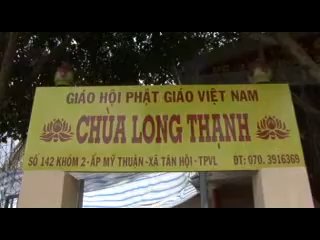 GIÁO HỘI PHẬT GIÁO VIỆT NAM
CHÙA LONG THẠNH
SỐ 142 KHÓM 2-ẤP MỸ THUẬN-XÃ TÂN HỘI-TPVL ĐT: 070. 3916369